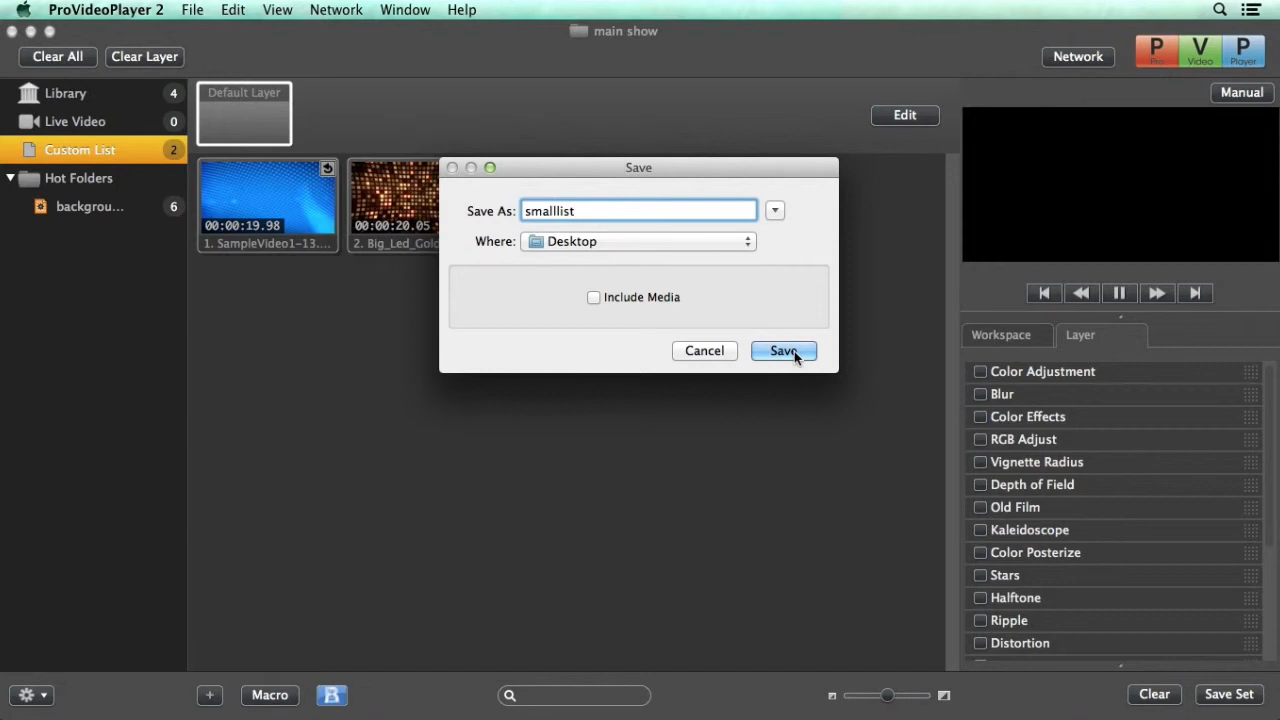 ProVideoPlayer 2 File Edit View Network Window Help
main show
Clear All Clear Layer
Network
P Pro V Video P Player
Library 4
Live Video 0
Custom List 2
Hot Folders
backgrou... 6
Default Layer
Edit
00:00:19.98
1. SampleVideo1-13....
00:00:20.05
2. Big_Led_Gold
Save
Save As: smalllist
Where: Desktop
Include Media
Cancel Save
Manual
Workspace Layer
Color Adjustment
Blur
Color Effects
RGB Adjust
Vignette Radius
Depth of Field
Old Film
Kaleidoscope
Color Posterize
Stars
Halftone
Ripple
Distortion
+ Macro
Clear Save Set